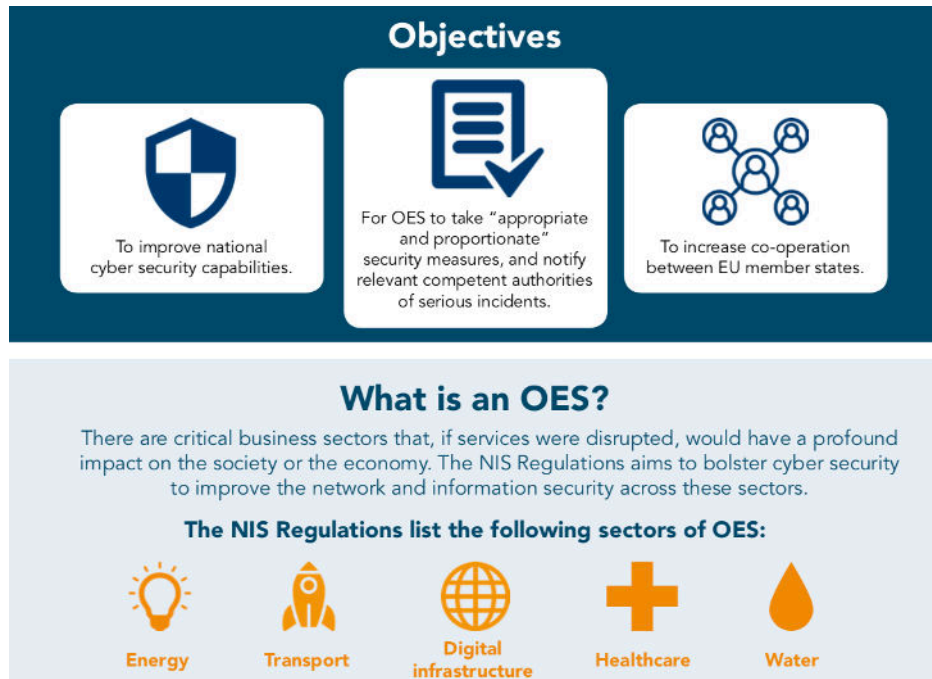 Objectives
To improve national
cyber security capabilities.
For OES to take “appropriate
and proportionate”
security measures, and notify
relevant competent authorities
of serious incidents.
To increase co-operation
between EU member states.
What is an OES?
There are critical business sectors that, if services were disrupted, would have a profound
impact on the society or the economy. The NIS Regulations aims to bolster cyber security
to improve the network and information security across these sectors.
The NIS Regulations list the following sectors of OES:
Energy
Transport
Digital
infrastructure
Healthcare
Water